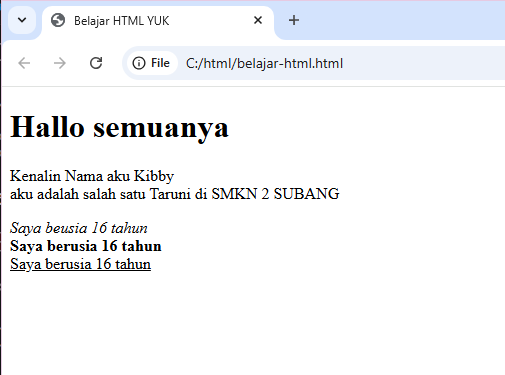 Belajar HTML YUK
File
C:/html/belajar-html.html
Hallo semuanya
Kenalin Nama aku Kibby
aku adalah salah satu Taruni di SMKN 2 SUBANG
Saya beusia 16 tahun
Saya berusia 16 tahun
Saya berusia 16 tahun